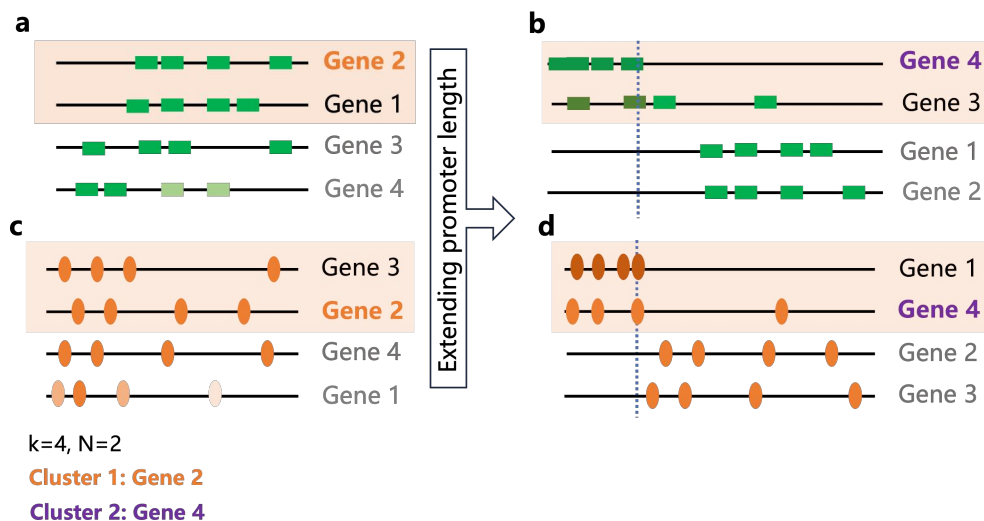 a
Gene 2
Gene 1
Gene 3
Gene 4
Extending promoter length
b
Gene 4
Gene 3
Gene 1
Gene 2
c
Gene 3
Gene 2
Gene 4
Gene 1
d
Gene 1
Gene 4
Gene 2
Gene 3
k=4, N=2
Cluster 1: Gene 2
Cluster 2: Gene 4